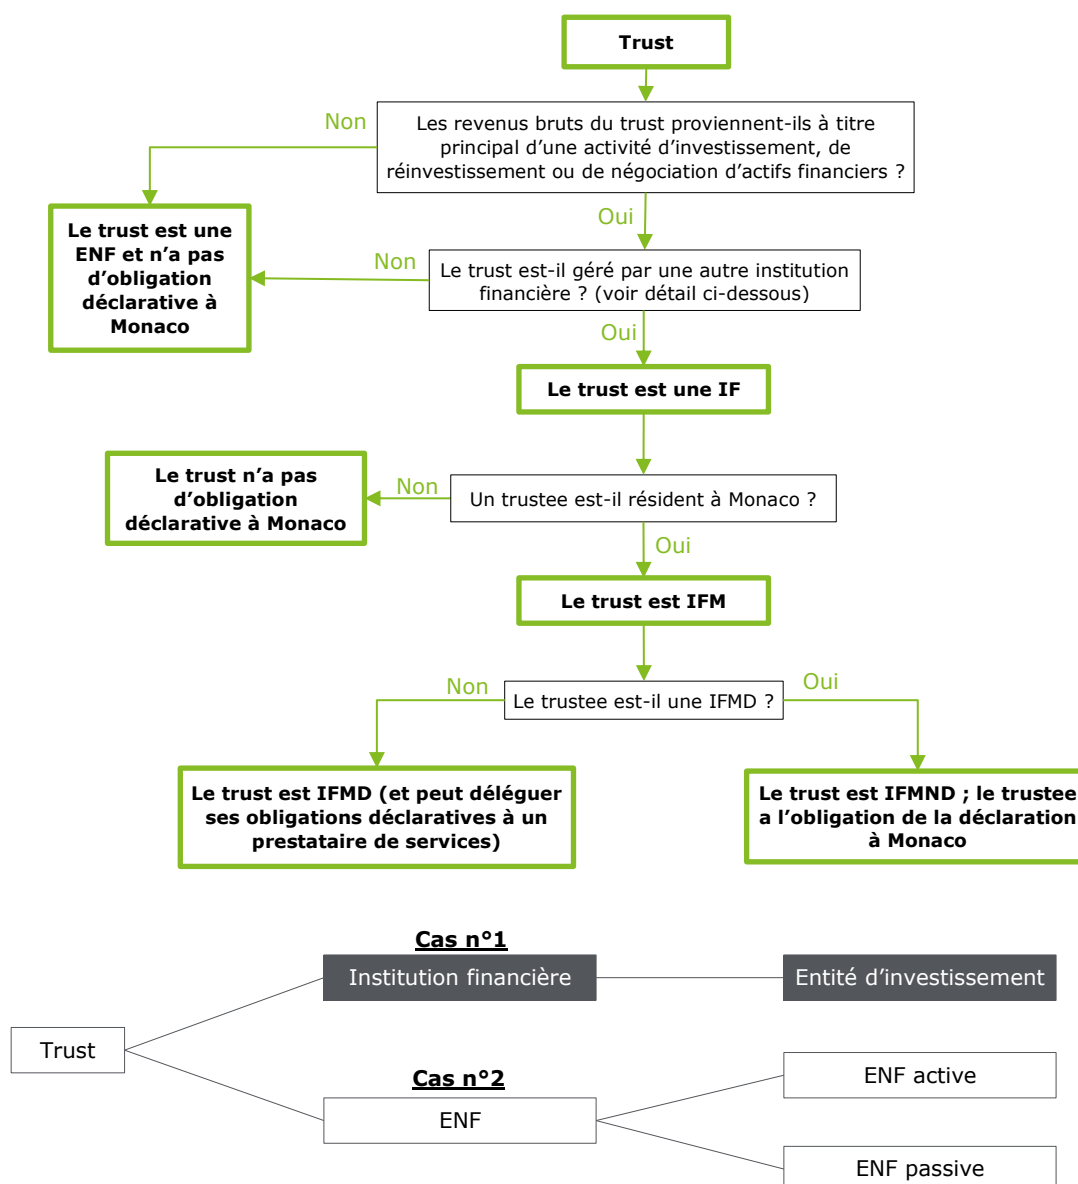 Trust
Non
Les revenus bruts du trust proviennent-ils à titre
principal d'une activité d'investissement, de
réinvestissement ou de négociation d'actifs financiers ?
Oui
Le trust est une
ENF et n'a pas
d'obligation
déclarative à
Monaco
Non
Le trust est-il géré par une autre institution
financière ? (voir détail ci-dessous)
Oui
Le trust est une IF
Le trust n'a pas
d'obligation
déclarative à Monaco
Non
Un trustee est-il résident à Monaco ?
Oui
Le trust est IFM
Non
Le trustee est-il une IFMD ?
Oui
Le trust est IFMD (et peut déléguer
ses obligations déclaratives à un
prestataire de services)
Le trust est IFMND ; le trustee
a l'obligation de la déclaration
à Monaco
Cas n°1
Institution financière
Entité d'investissement
Trust
Cas n°2
ENF
ENF active
ENF passive